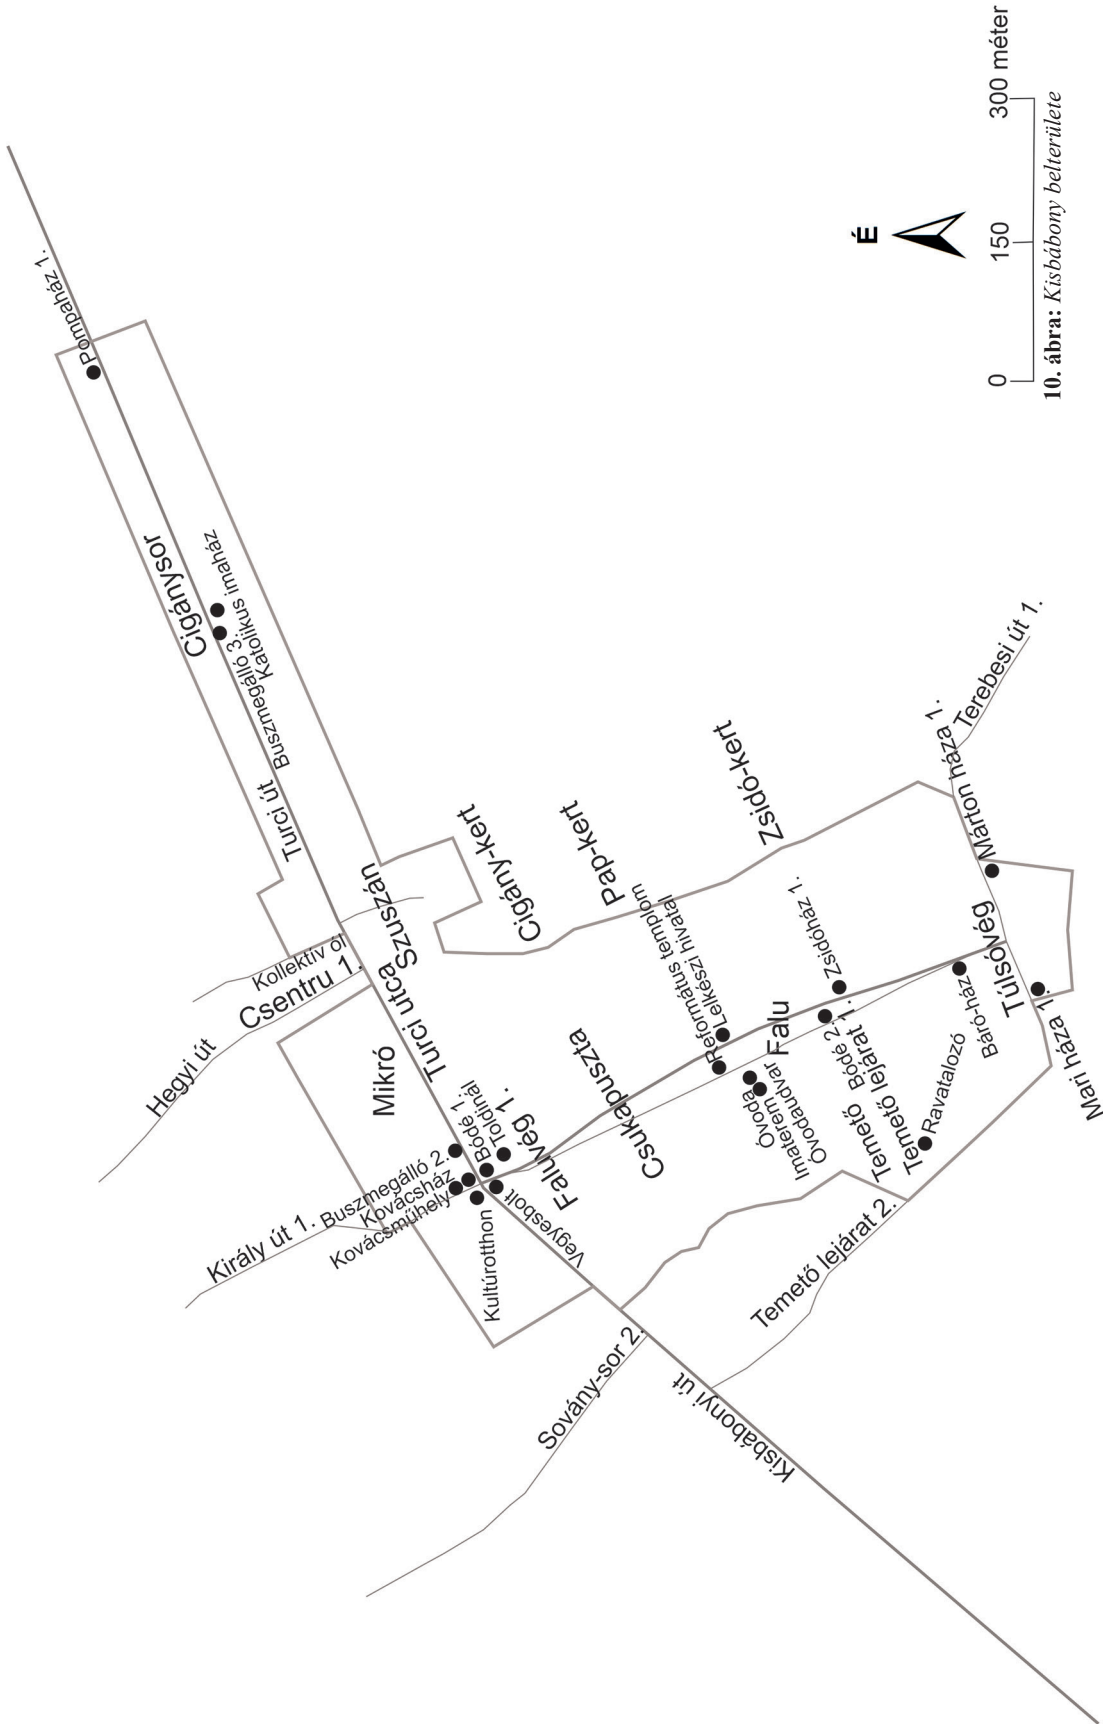 Pompaház 1.
Cigánysor
Katolikus imaház
Buszmegálló 3.
Turci út
Szuszán
Kollektív ól
Csentru 1.
Hegyi út
Turci utca
Mikró
Cigány-kert
Pap-kert
Zsidó-kert
Király út 1.
Buszmegálló 2.
Kovácsház
Kovácsműhely
Kultúrotthon
Bódé 1.
Toldinál
Faluvég 1.
Vegyesbolt
Csukapuszta
Református templom
Lelkészi hivatal
Falu
Óvoda
Imaterem
Óvodaudvar
Zsidóház 1.
Bódé 2.
Temető lejárat 1.
Temető
Temető
Ravatalozó
Báró-ház
Túlsóvég
Márton háza 1.
Terebesi út 1.
Mari háza 1.
Temető lejárat 2.
Sovány-sor 2.
Kisbábonyi út
É
0 150 300 méter
10. ábra: Kisbábony belterülete